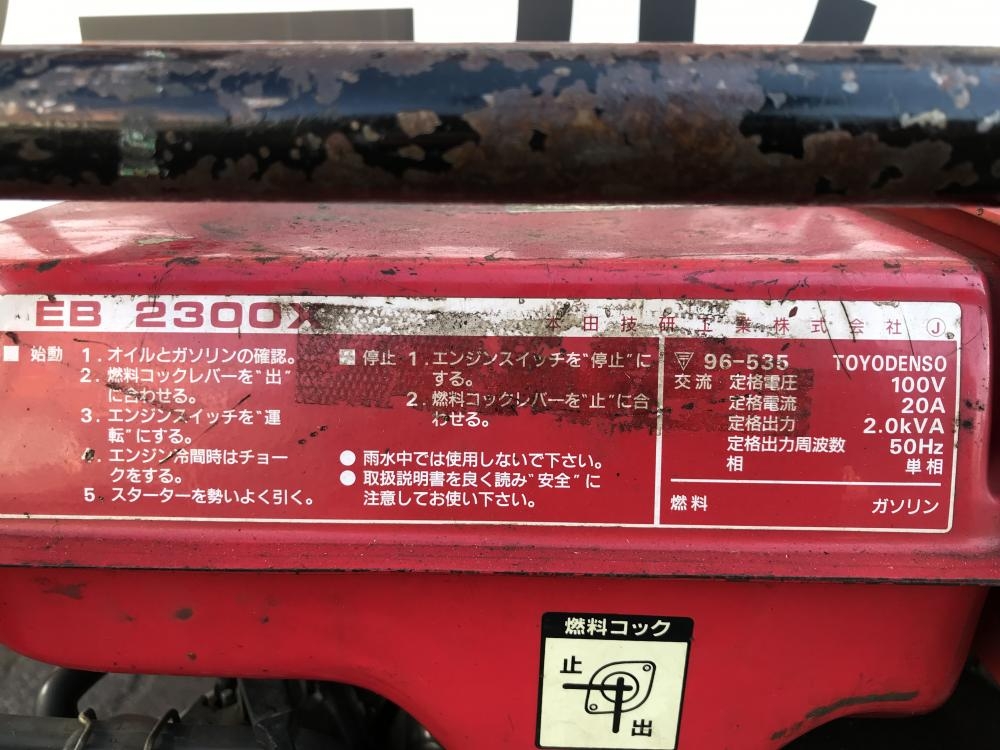 EB 2300X
本田技研工業株式会社 Ⓙ
始動 1. オイルとガソリンの確認。
2. 燃料コックレバーを“出”
に合わせる。
3. エンジンスイッチを“運
転”にする。
4. エンジン冷間時はチョー
クをする。
5. スターターを勢いよく引く。
停止 1. エンジンスイッチを“停止”に
する。
2. 燃料コックレバーを“止”に合
わせる。
● 雨水中では使用しないで下さい。
● 取扱説明書を良く読み“安全”に
注意してお使い下さい。
96-535 TOYODENSO
交流 定格電圧 100V
定格電流 20A
定格出力 2.0kVA
定格出力周波数 50Hz
相 単相
燃料 ガソリン
燃料コック
止
出